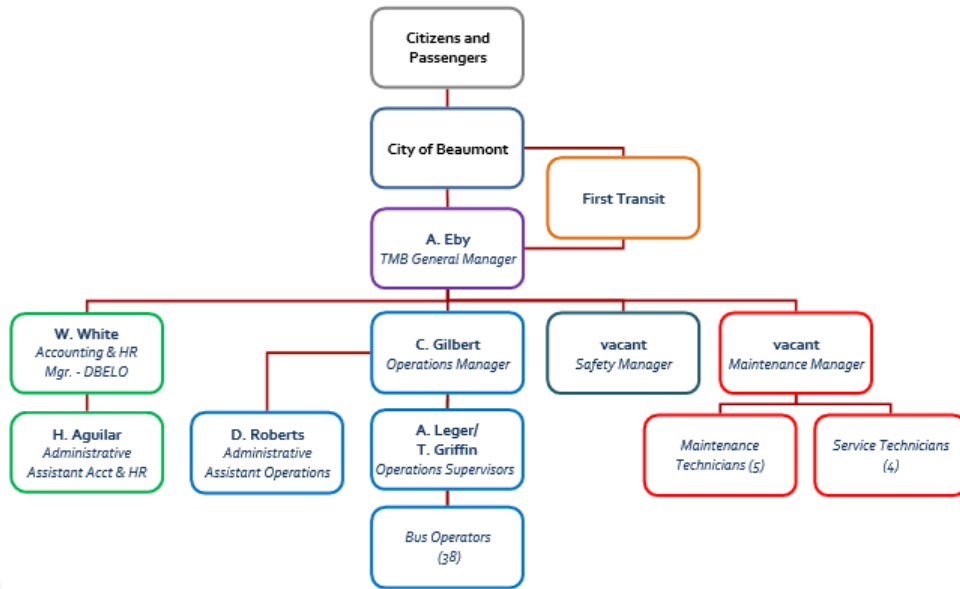 Citizens and
Passengers
City of Beaumont
First Transit
A. Eby
TMB General Manager
W. White
Accounting & HR
Mgr. - DBELO
C. Gilbert
Operations Manager
vacant
Safety Manager
vacant
Maintenance Manager
H. Aguilar
Administrative
Assistant Acct & HR
D. Roberts
Administrative
Assistant Operations
A. Leger/
T. Griffin
Operations Supervisors
Maintenance
Technicians (5)
Service Technicians
(4)
Bus Operators
(38)